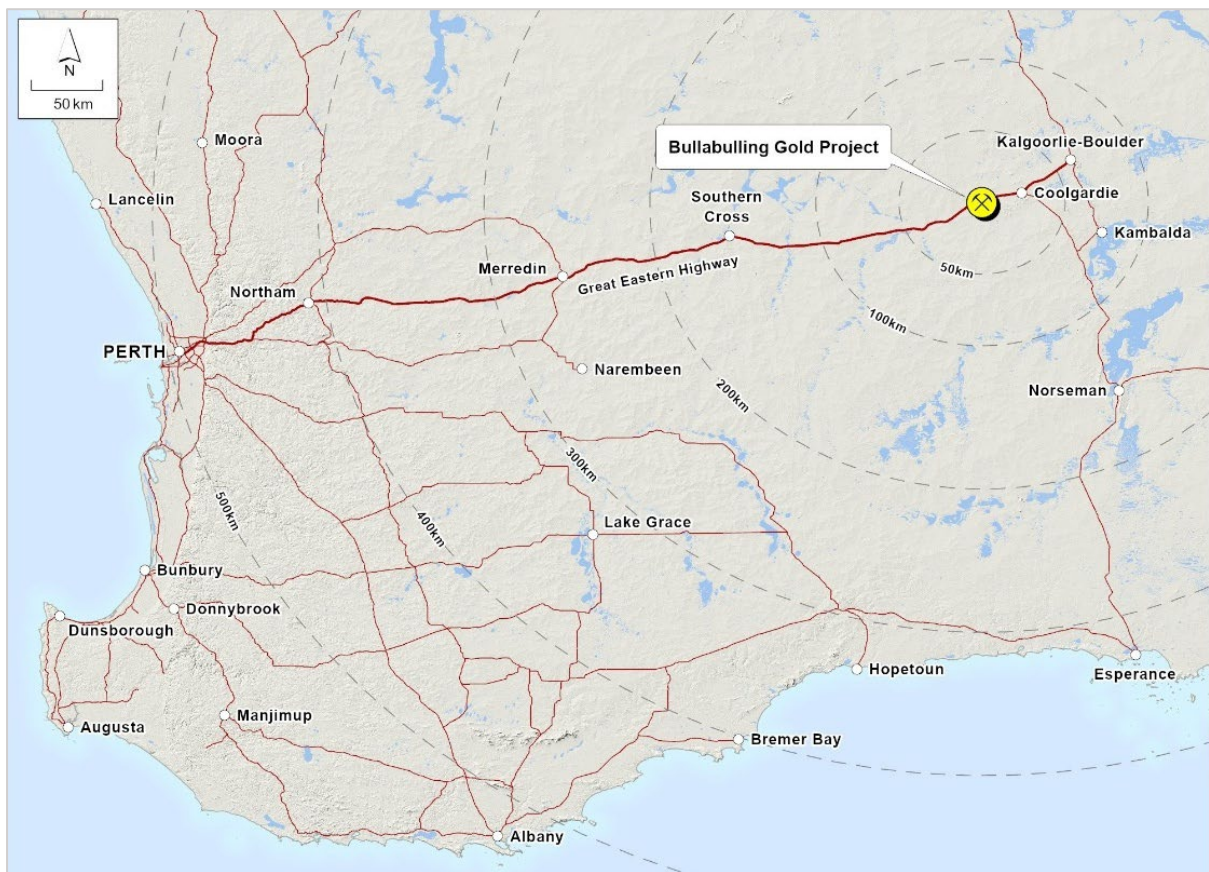 N
50 km
Moora
Lancelin
Bullabulling Gold Project
Kalgoorlie-Boulder
Coolgardie
Southern
Cross
Kambalda
Merredin
Great Eastern Highway
50km
Northam
100km
PERTH
Narembeen
200km
Norseman
300km
500km
400km
Lake Grace
Bunbury
Donnybrook
Dunsborough
Hopetoun
Esperance
Manjimup
Augusta
Bremer Bay
Albany